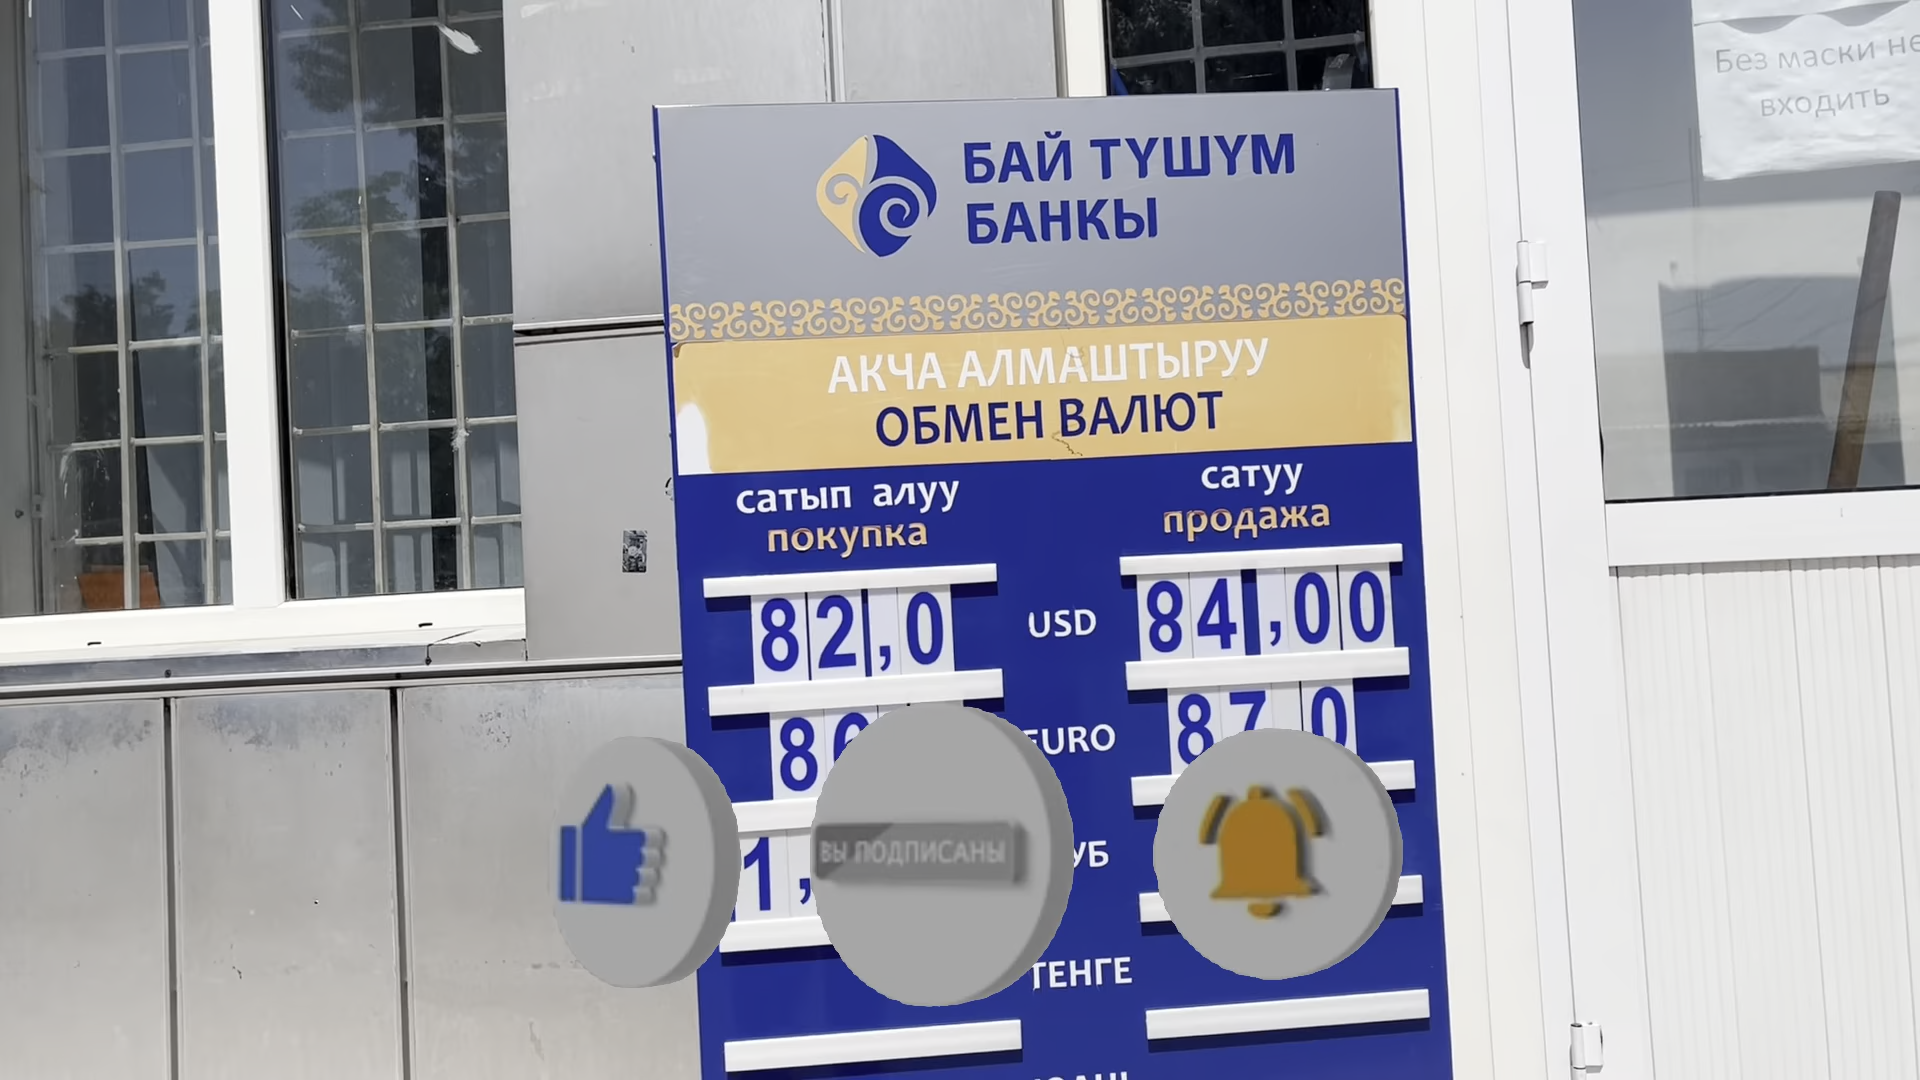 Без маски не
входить
БАЙ ТҮШҮМ
БАНКЫ
АКЧА АЛМАШТЫРУУ
ОБМЕН ВАЛЮТ
сатып алуу
покупка
сатуу
продажа
82,0 USD 84,00
EURO 87,0
1,
ВЫ ПОДПИСАНЫ
ТЕНГЕ